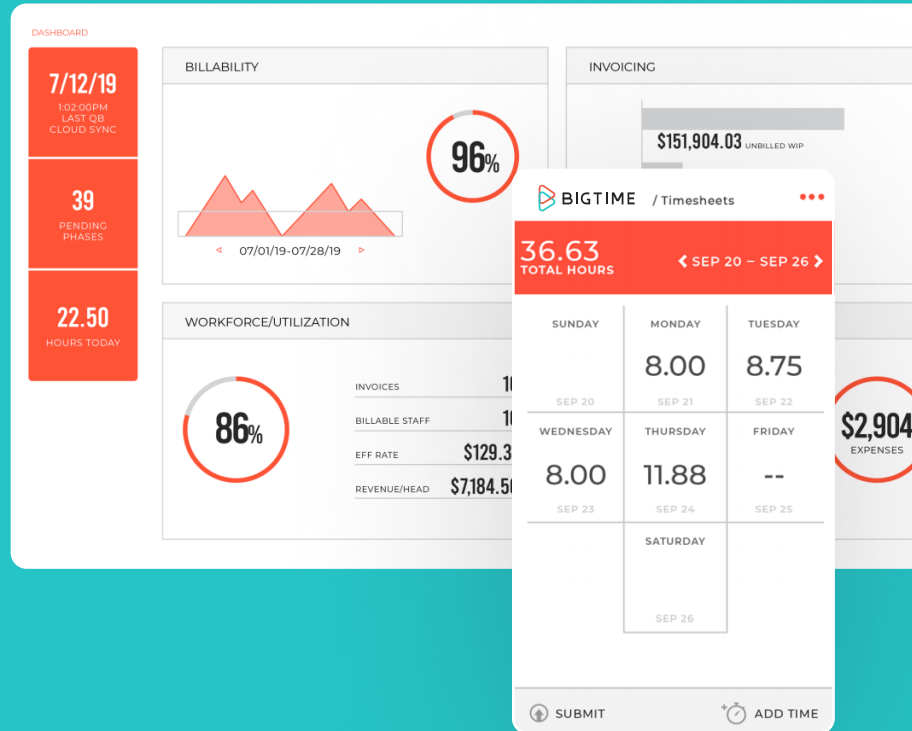 DASHBOARD
7/12/19
1:02:00PM
LAST QB
CLOUD SYNC
39
PENDING
PHASES
22.50
HOURS TODAY
BILLABILITY
96%
07/01/19-07/28/19
INVOICING
$151,904.03 UNBILLED WIP
WORKFORCE/UTILIZATION
86%
INVOICES
BILLABLE STAFF
EFF RATE $129.3
REVENUE/HEAD $7,184.5
$2,904
EXPENSES
BIGTIME / Timesheets
36.63
TOTAL HOURS
SEP 20 – SEP 26
SUNDAY MONDAY TUESDAY
8.00 8.75
SEP 20 SEP 21 SEP 22
WEDNESDAY THURSDAY FRIDAY
8.00 11.88 --
SEP 23 SEP 24 SEP 25
SATURDAY
SEP 26
SUBMIT ADD TIME